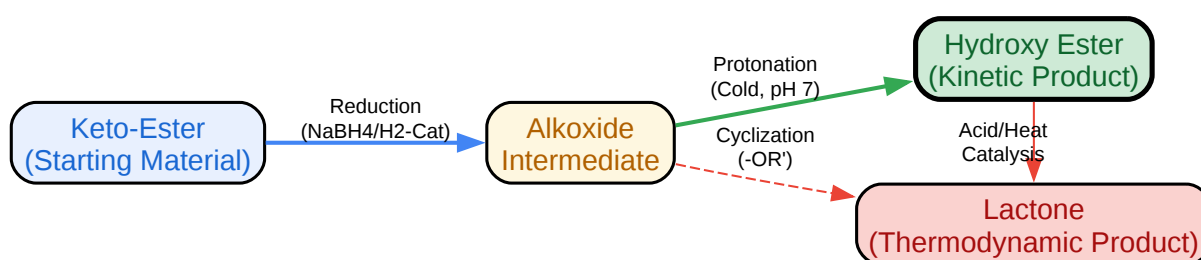 Keto-Ester
(Starting Material)
Reduction
(NaBH4/H2-Cat)
Alkoxide
Intermediate
Protonation
(Cold, pH 7)
Cyclization
(-OR')
Hydroxy Ester
(Kinetic Product)
Acid/Heat
Catalysis
Lactone
(Thermodynamic Product)